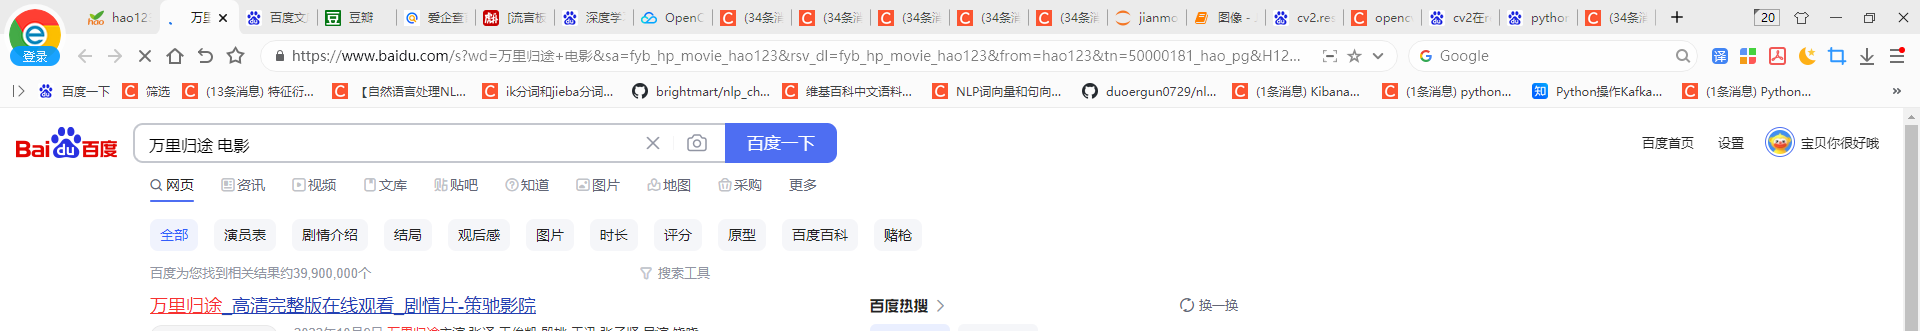 hao12 万里 百度文 豆瓣 爱企查 [流言板 深度学 OpenC (34条消 (34条消 (34条消 (34条消 (34条消 jianmo 图像 - . cv2.res openc cv2在r python (34条消 20
登录 https://www.baidu.com/s?wd=万里归途+电影&sa=fyb_hp_movie_hao123&rsv_dl=fyb_hp_movie_hao123&from=hao123&tn=50000181_hao_pg&H12... Google
百度一下 筛选 (13条消息) 特征衍... 【自然语言处理NL... ik分词和jieba分词... brightmart/nlp_ch... 维基百科中文语料... NLP词向量和句向... duoergun0729/nl... (1条消息) Kibana... (1条消息) python... Python操作Kafka... (1条消息) Python... »
Bai du 百度 万里归途 电影 百度一下 百度首页 设置 宝贝你很好哦
网页 资讯 视频 文库 贴吧 知道 图片 地图 采购 更多
全部 演员表 剧情介绍 结局 观后感 图片 时长 评分 原型 百度百科 赌枪
百度为您找到相关结果约39,900,000个 搜索工具
万里归途_高清完整版在线观看_剧情片-策驰影院 百度热搜 换一换